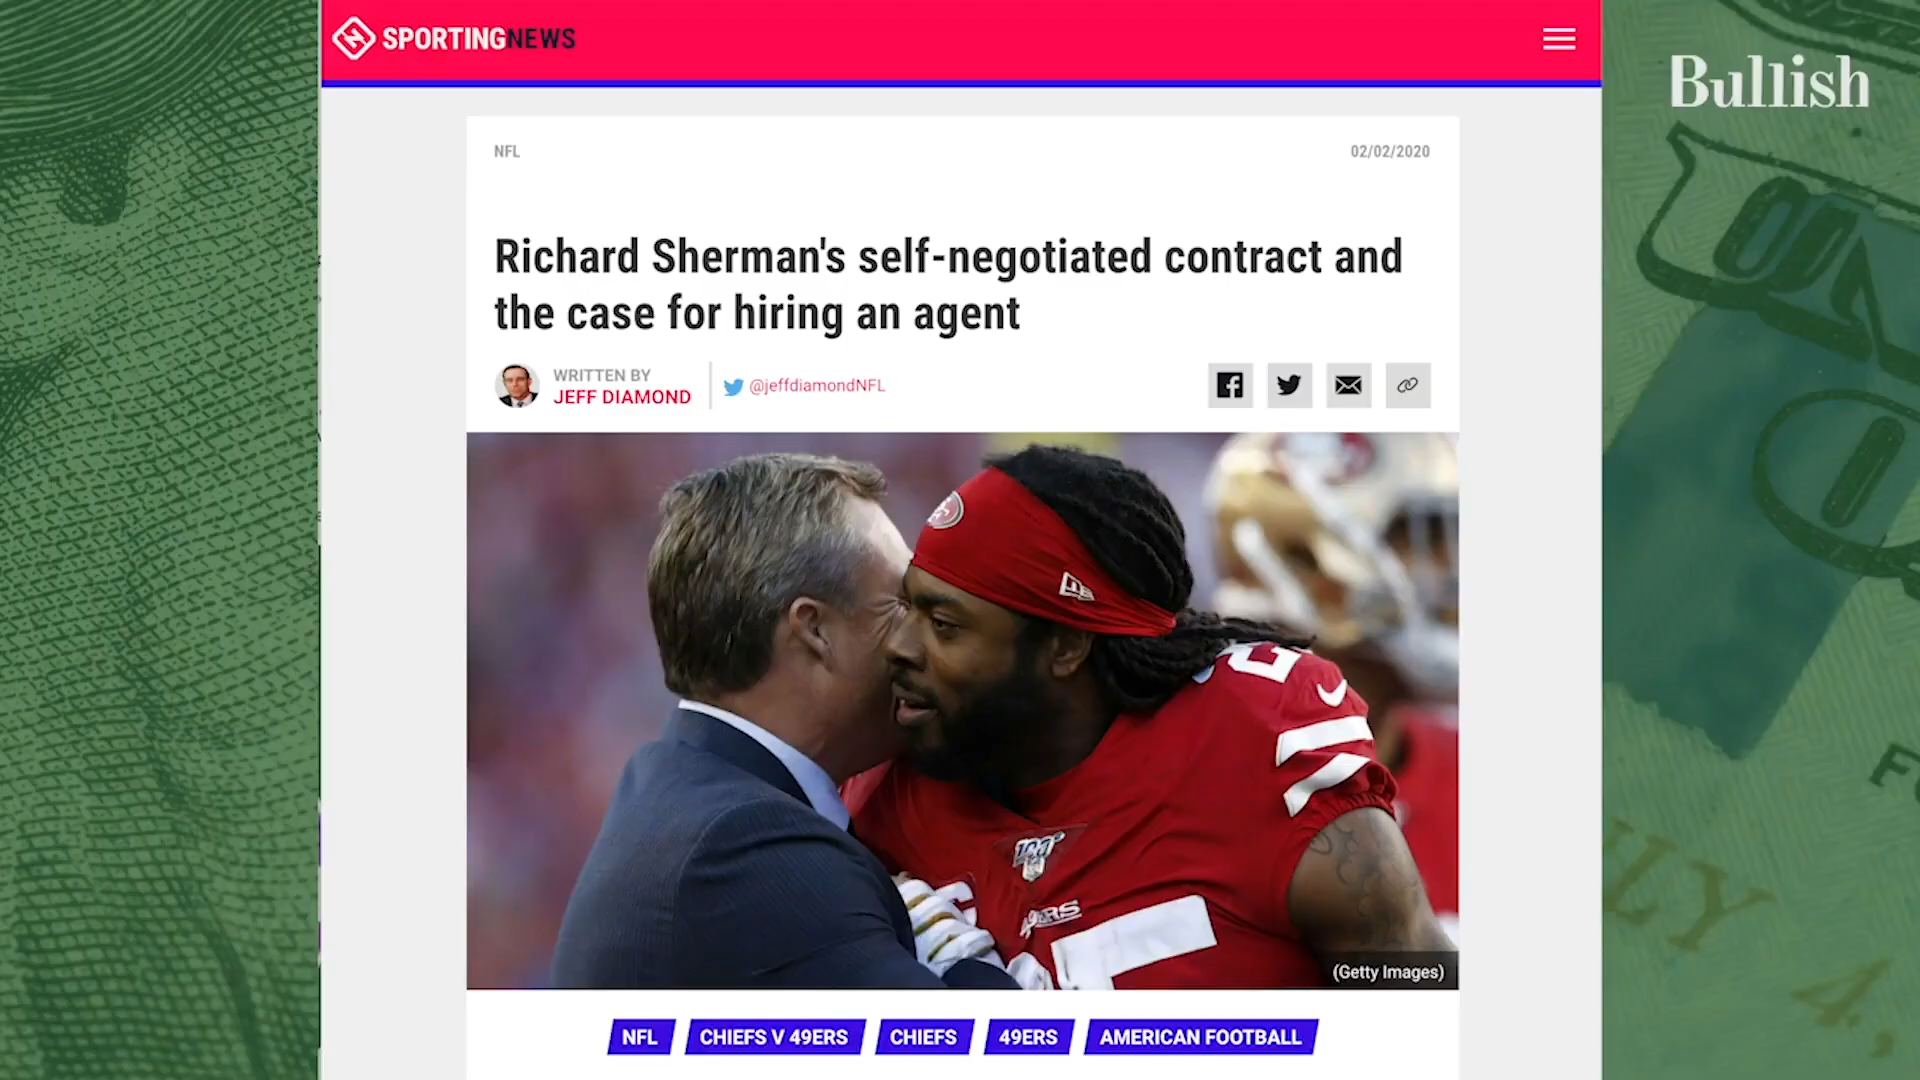 SPORTINGNEWS
Bullish
NFL
02/02/2020
Richard Sherman's self-negotiated contract and
the case for hiring an agent
WRITTEN BY
JEFF DIAMOND
@jeffdiamondNFL
49ERS
(Getty Images)
NFL
CHIEFS V 49ERS
CHIEFS
49ERS
AMERICAN FOOTBALL